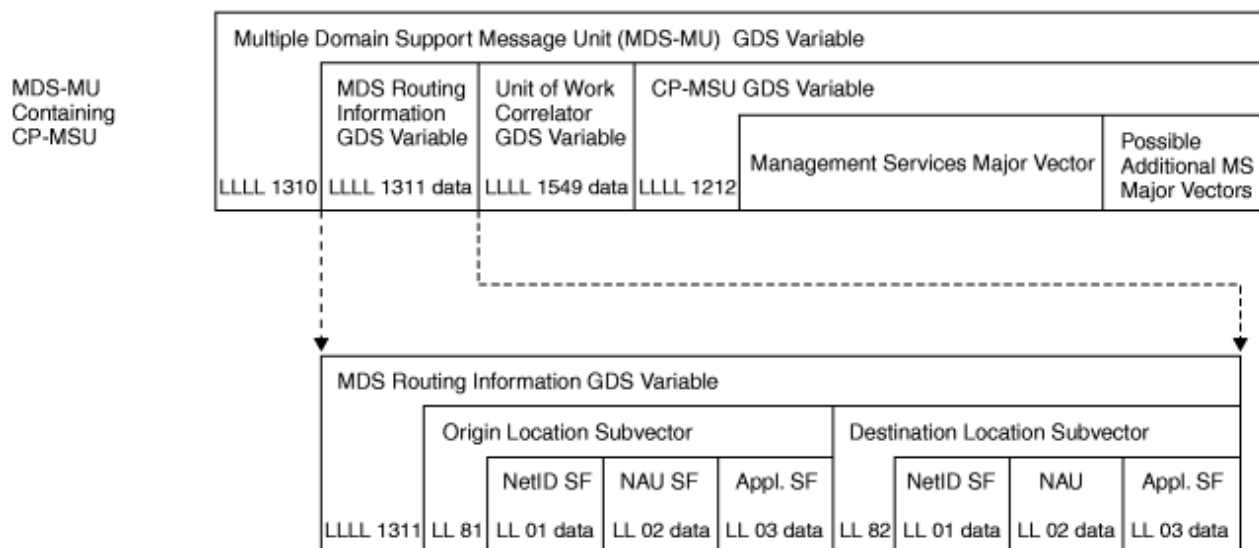 Multiple Domain Support Message Unit (MDS-MU) GDS Variable
MDS-MU
Containing
CP-MSU
MDS Routing
Information
GDS Variable
Unit of Work
Correlator
GDS Variable
CP-MSU GDS Variable
Management Services Major Vector
Possible
Additional MS
Major Vectors
LLLL 1310
LLLL 1311 data
LLLL 1549 data
LLLL 1212
MDS Routing Information GDS Variable
Origin Location Subvector
Destination Location Subvector
NetID SF
NAU SF
Appl. SF
NetID SF
NAU
Appl. SF
LLLL 1311
LL 81
LL 01 data
LL 02 data
LL 03 data
LL 82
LL 01 data
LL 02 data
LL 03 data